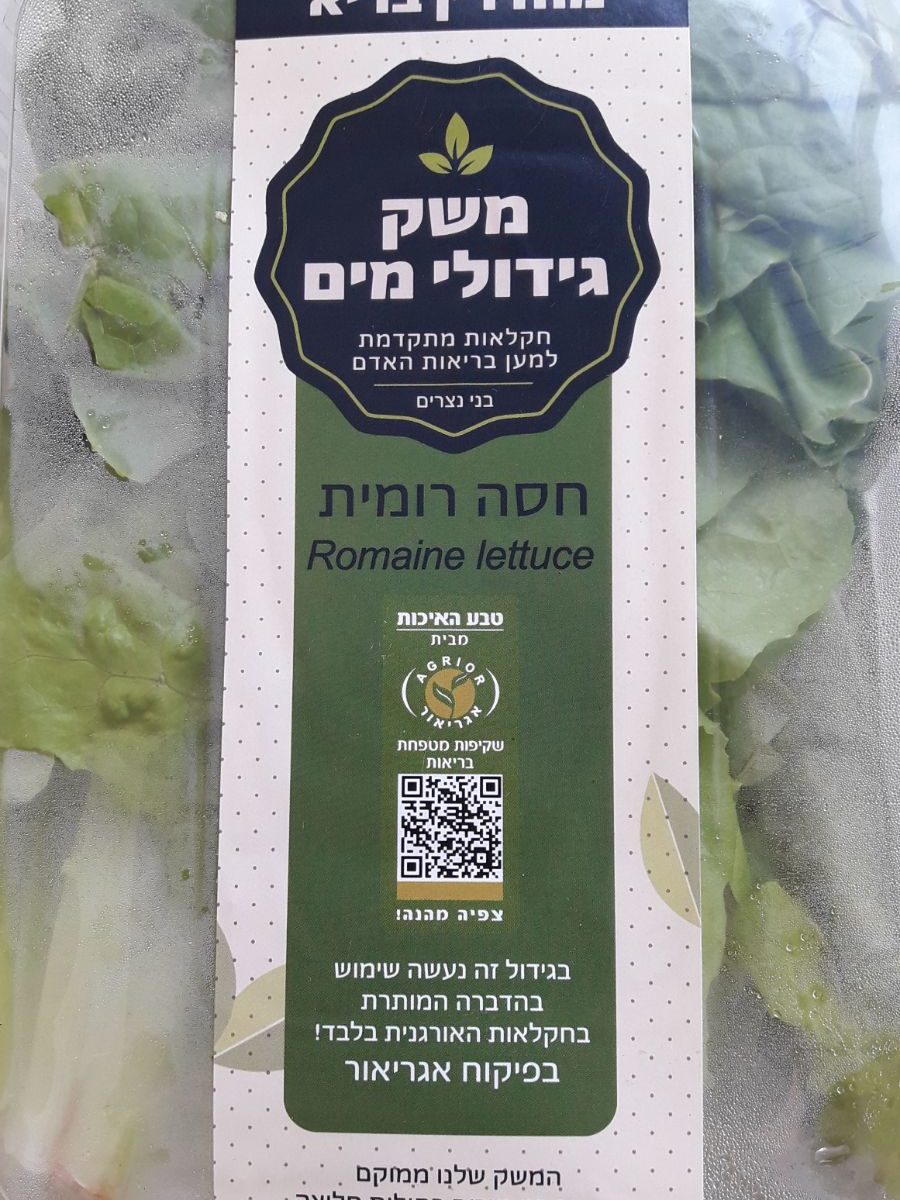 משק
גידולי מים
חקלאות מתקדמת
למען בריאות האדם
בני נצרים
חסה רומית
Romaine lettuce
טבע האיכות
מבית
AGRIOR
אגריאור
שקיפות מטפחת
בריאות
צפיה מהנה!
בגידול זה נעשה שימוש
בהדברה המותרת
בחקלאות האורגנית בלבד!
בפיקוח אגריאור
המשק שלנו ממוקם